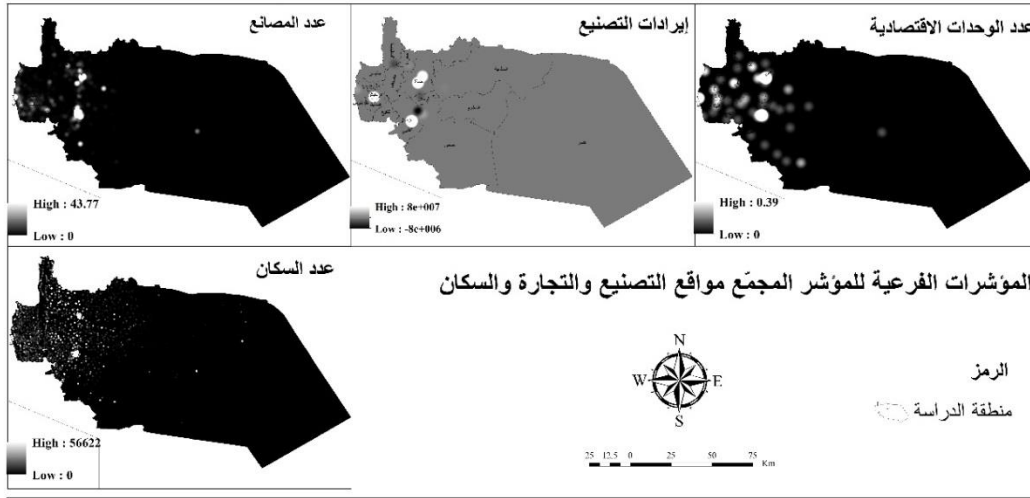 عدد المصانع
High : 43.77
Low : 0
إيرادات التصنيع
High : 8e+007
Low : -8e+006
عدد الوحدات الاقتصادية
High : 0.39
Low : 0
عدد السكان
High : 56622
Low : 0
المؤشرات الفرعية للمؤشر المجمّع مواقع التصنيع والتجارة والسكان
N
W
E
S
25 12.5 0 25 50 75
Km
الرمز
منطقة الدراسة